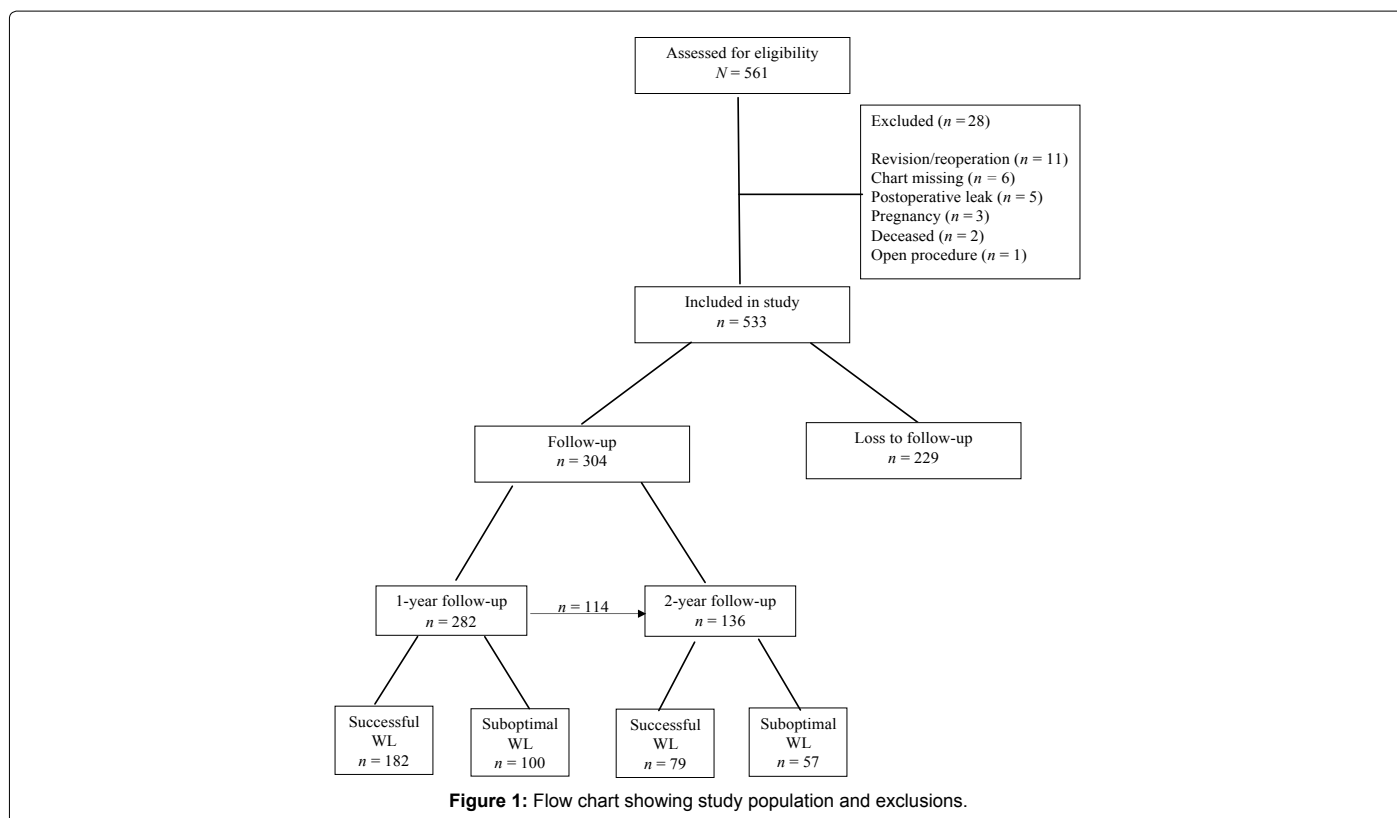 Assessed for eligibility
N = 561
Excluded (n = 28)
Revision/reoperation (n = 11)
Chart missing (n = 6)
Postoperative leak (n = 5)
Pregnancy (n = 3)
Deceased (n = 2)
Open procedure (n = 1)
Included in study
n = 533
Follow-up
n = 304
Loss to follow-up
n = 229
1-year follow-up
n = 282
n = 114
2-year follow-up
n = 136
Successful
WL
n = 182
Suboptimal
WL
n = 100
Successful
WL
n = 79
Suboptimal
WL
n = 57
Figure 1: Flow chart showing study population and exclusions.